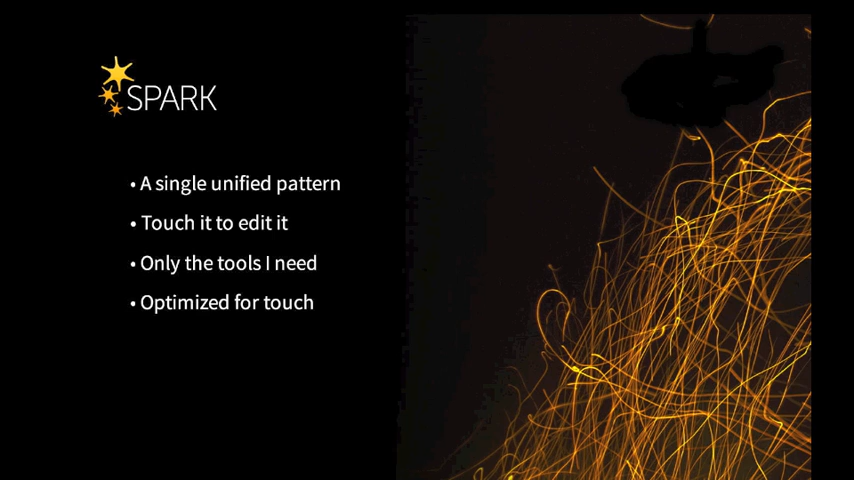 SPARK
• A single unified pattern
• Touch it to edit it
• Only the tools I need
• Optimized for touch